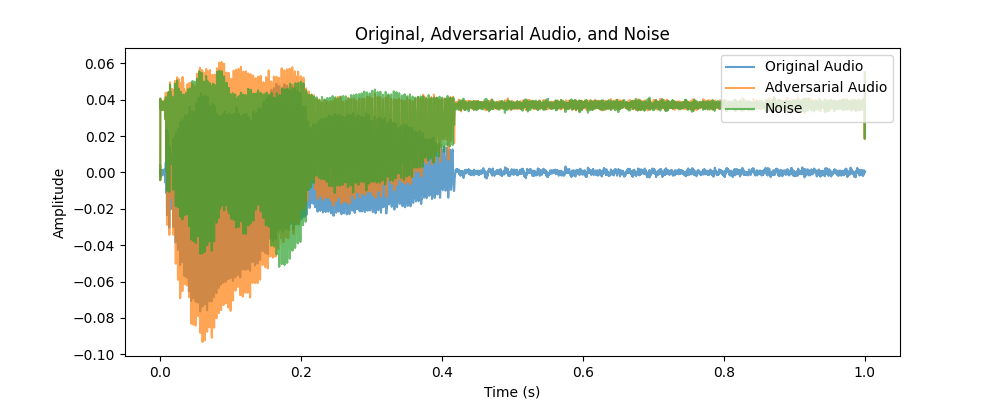 Original, Adversarial Audio, and Noise
Original Audio
Adversarial Audio
Noise
Amplitude
0.06
0.04
0.02
0.00
−0.02
−0.04
−0.06
−0.08
−0.10
0.0 0.2 0.4 0.6 0.8 1.0
Time (s)